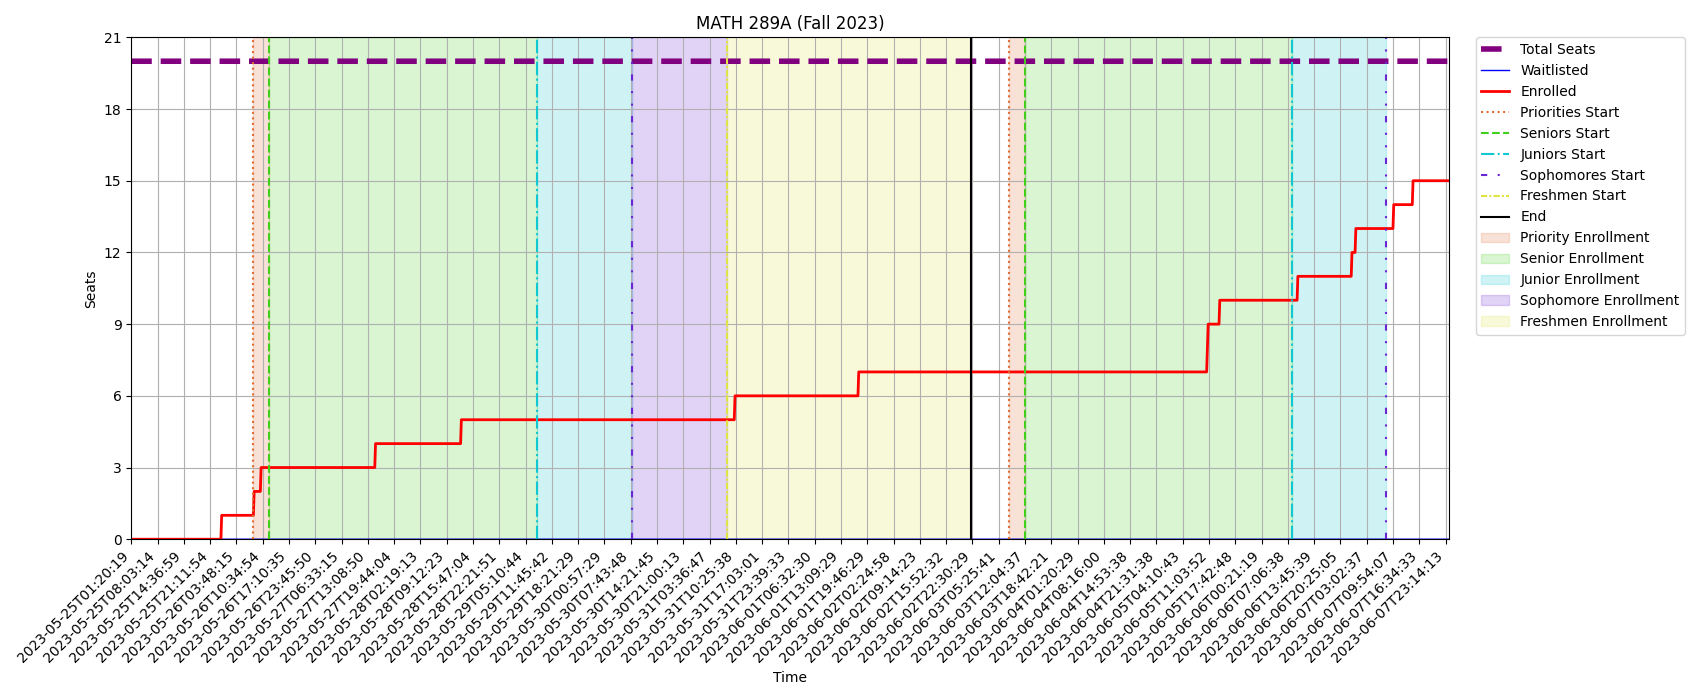 MATH 289A (Fall 2023)
21
18
15
12
9
6
3
0
Seats
2023-05-25T01:20:19
2023-05-25T08:03:14
2023-05-25T14:36:59
2023-05-25T21:11:54
2023-05-26T03:48:15
2023-05-26T10:34:54
2023-05-26T17:10:35
2023-05-26T23:45:50
2023-05-27T06:33:15
2023-05-27T13:08:50
2023-05-27T19:44:04
2023-05-28T02:19:13
2023-05-28T09:12:23
2023-05-28T15:47:04
2023-05-28T22:21:51
2023-05-29T05:10:44
2023-05-29T11:45:42
2023-05-29T18:21:29
2023-05-30T00:57:29
2023-05-30T07:43:48
2023-05-30T14:21:45
2023-05-30T21:00:13
2023-05-31T03:36:47
2023-05-31T10:25:38
2023-05-31T17:03:01
2023-05-31T23:39:33
2023-06-01T06:32:30
2023-06-01T13:09:29
2023-06-01T19:46:29
2023-06-02T02:24:58
2023-06-02T09:14:23
2023-06-02T15:52:32
2023-06-02T22:30:29
2023-06-03T05:25:41
2023-06-03T12:04:37
2023-06-03T18:42:21
2023-06-04T01:20:29
2023-06-04T08:16:00
2023-06-04T14:53:38
2023-06-04T21:31:38
2023-06-05T04:10:43
2023-06-05T11:03:52
2023-06-05T17:42:48
2023-06-06T00:21:19
2023-06-06T07:06:38
2023-06-06T13:45:39
2023-06-06T20:25:05
2023-06-07T03:02:37
2023-06-07T09:54:07
2023-06-07T16:34:33
2023-06-07T23:14:13
Time
Total Seats
Waitlisted
Enrolled
Priorities Start
Seniors Start
Juniors Start
Sophomores Start
Freshmen Start
End
Priority Enrollment
Senior Enrollment
Junior Enrollment
Sophomore Enrollment
Freshmen Enrollment